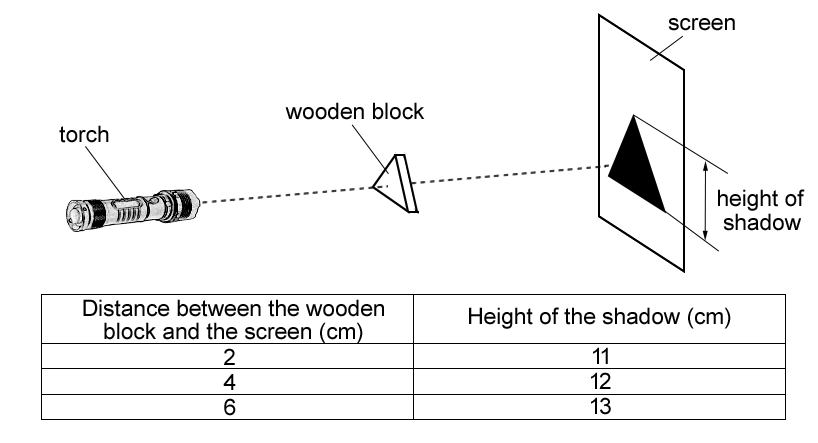 screen
wooden block
torch
height of
shadow
Distance between the wooden
block and the screen (cm)
Height of the shadow (cm)
2
11
4
12
6
13